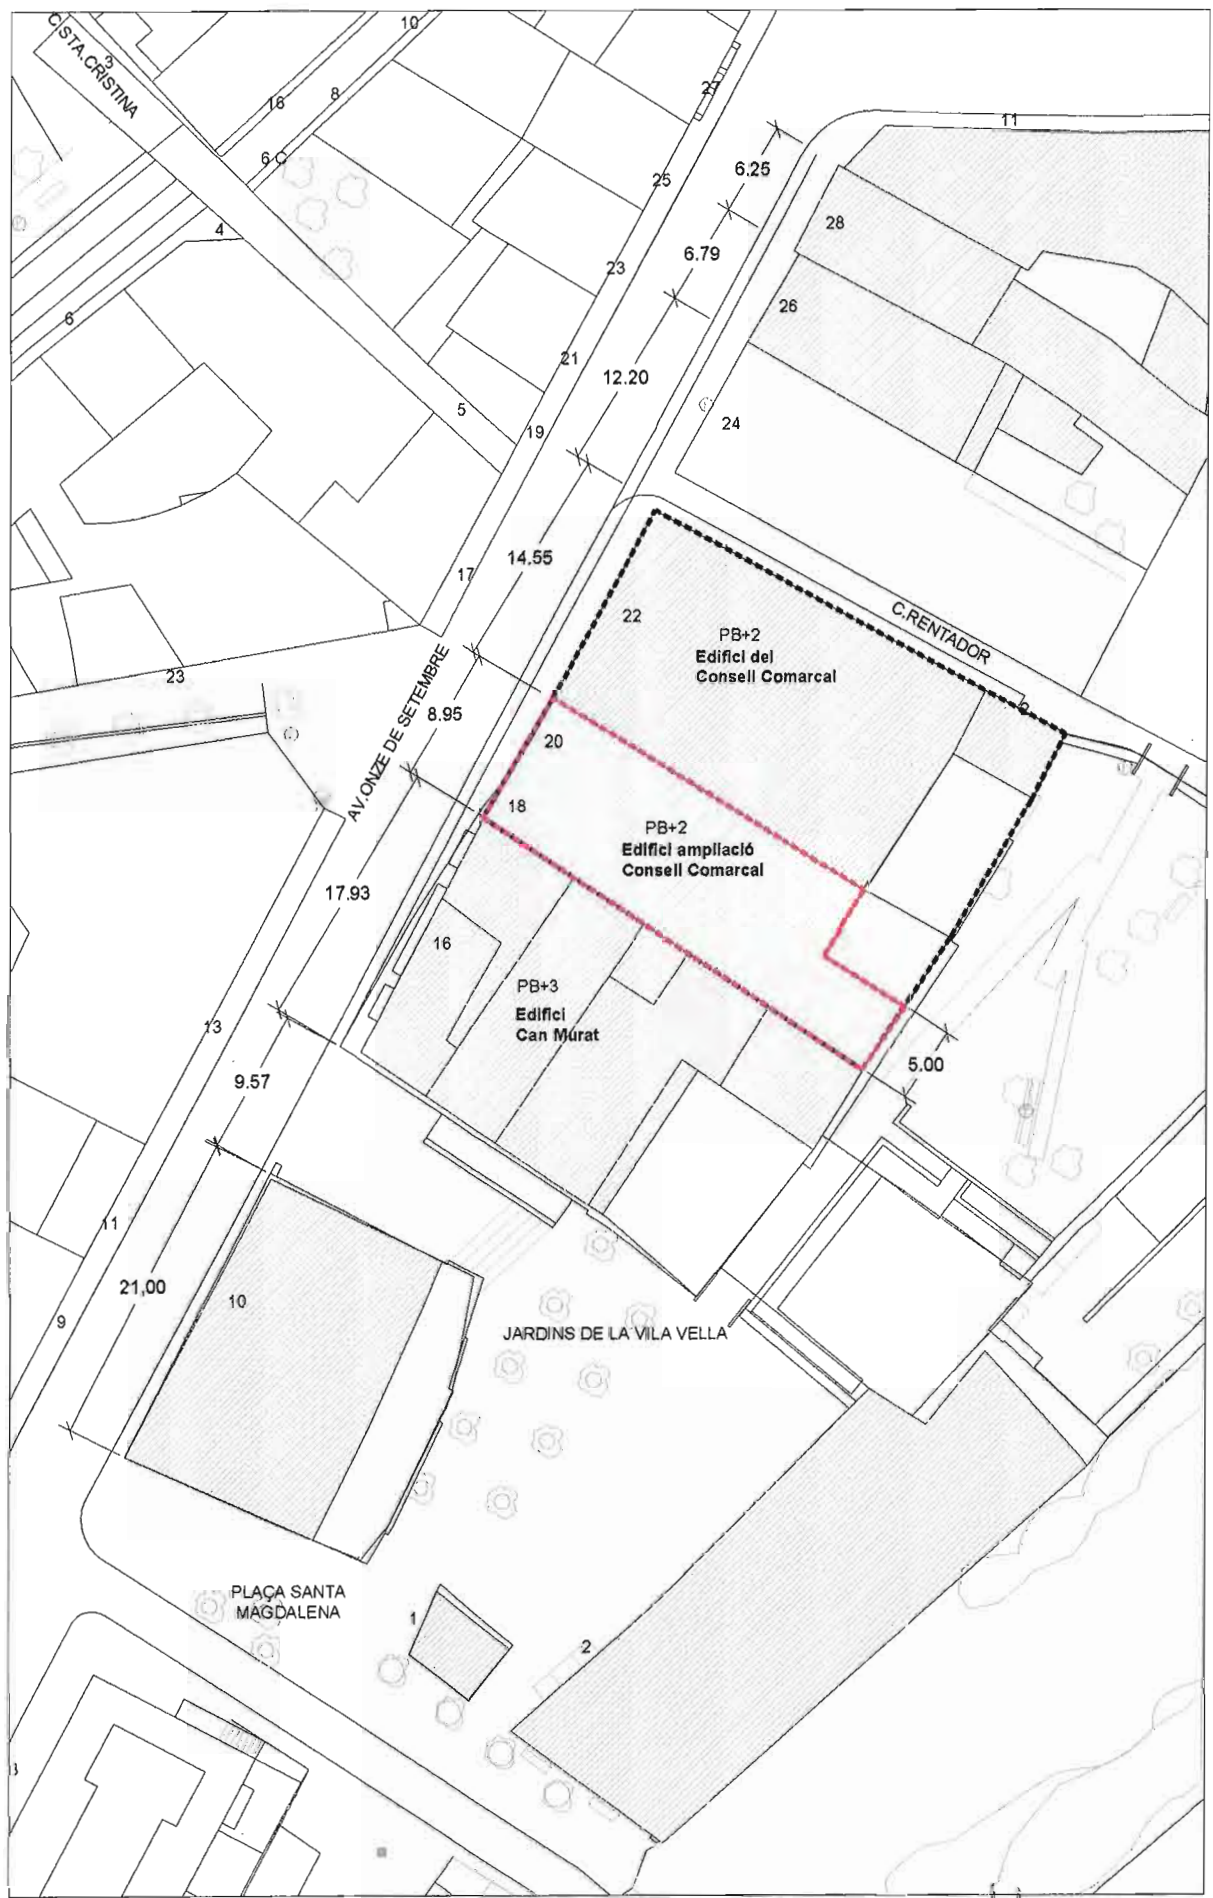 10
C.STA.CRISTINA
3
8
18
27
11
6 C
6.25
25
28
4
6.79
23
26
6
21
12.20
5
24
19
14.55
17
22
C.RENTADOR
PB+2
Edifici del
Consell Comarcal
23
AV.ONZE DE SETEMBRE
8.95
2
20
18
PB+2
Edifici ampliació
Consell Comarcal
17.93
16
PB+3
Edifici
Can Murat
13
5.00
9.57
11
21,00
10
9
JARDINS DE LA VILA VELLA
PLAÇA SANTA
MAGDALENA
1
2